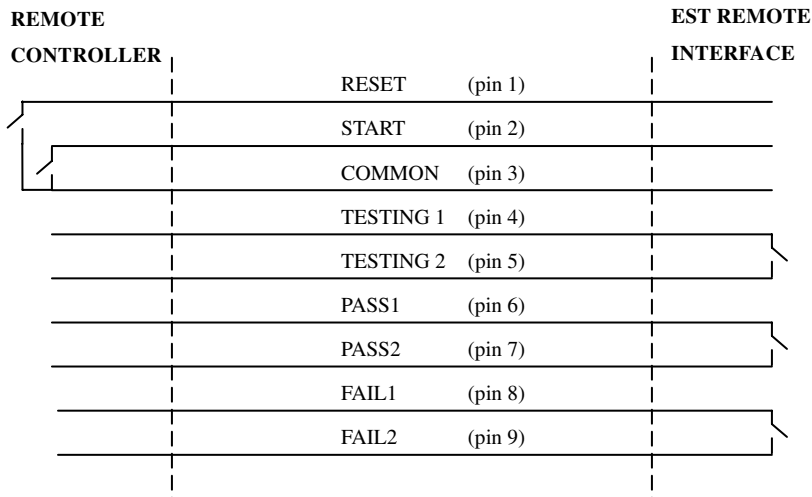 REMOTE
CONTROLLER
EST REMOTE
INTERFACE
RESET (pin 1)
START (pin 2)
COMMON (pin 3)
TESTING 1 (pin 4)
TESTING 2 (pin 5)
PASS1 (pin 6)
PASS2 (pin 7)
FAIL1 (pin 8)
FAIL2 (pin 9)